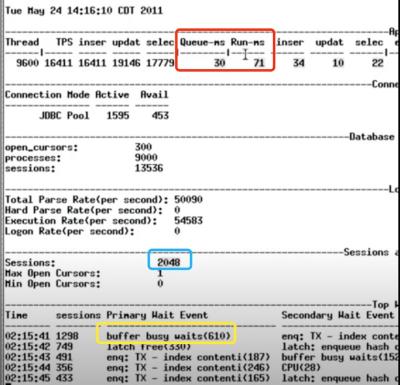 Tue May 24 14:16:10 CDT 2011
Ap
Thread TPS inser updat selec Queue-ms Run-ms inser updat selec e
9600 16411 16411 19146 17779 30 71 34 10 22
Conne
Connection Mode Active Avail
JDBC Pool 1595 453
Database
open_cursors: 300
processes: 9000
sessions: 13536
Lo
Total Parse Rate(per second): 50090
Hard Parse Rate(per second): 0
Execution Rate(per second): 54583
Logon Rate(per second): 0
Sessions a
Sessions: 2048
Max Open Cursors: 1
Min Open Cursors: 0
Top W
Time sessions Primary Wait Event Secondary Wait Event
02:15:41 1298 buffer busy waits(610) enq: TX - index conte
02:15:42 749 latch free(330) latch: enqueue hash c
02:15:43 491 enq: TX - index contenti(187) buffer busy waits(152
02:15:44 356 enq: TX - index contenti(246) CPU(28)
02:15:45 433 enq: TX - index contenti(165) latch: enqueue hash c